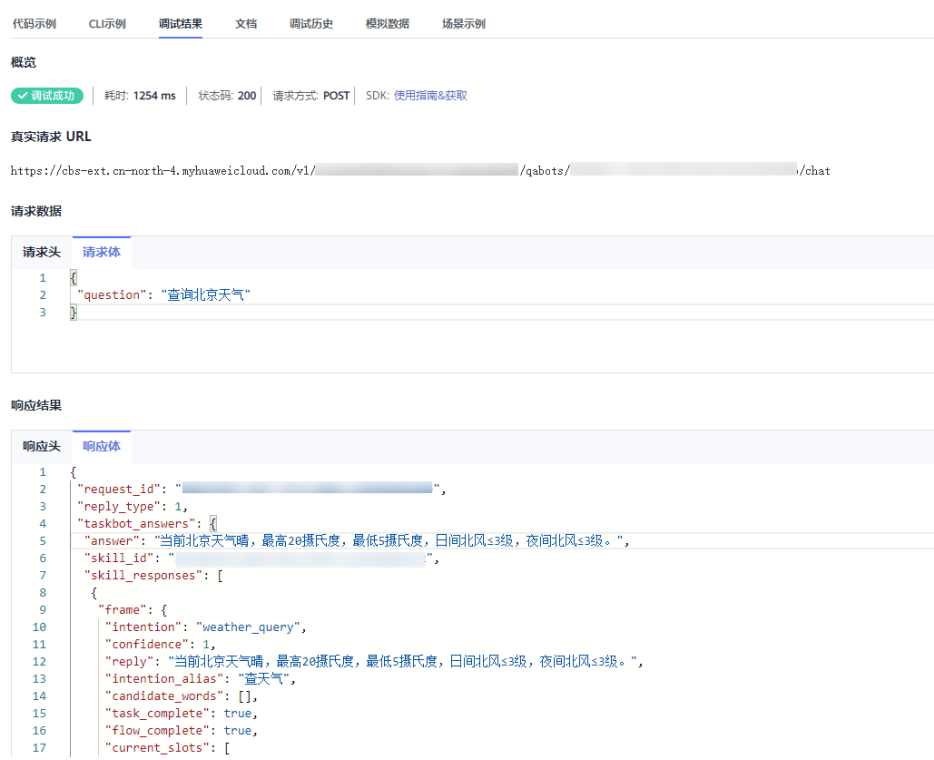 代码示例 CLI示例 调试结果 文档 调试历史 模拟数据 场景示例
概览
调试成功 耗时: 1254 ms 状态码: 200 请求方式: POST SDK: 使用指南&获取
真实请求 URL
https://cbs-ext.cn-north-4.myhuaweicloud.com/v1/ /qabots/ /chat
请求数据
请求头 请求体
1 {
2 "question": "查询北京天气"
3 }
响应结果
响应头 响应体
1 {
2 "request_id": " ",
3 "reply_type": 1,
4 "taskbot_answers": {
5 "answer": "当前北京天气晴，最高20摄氏度，最低5摄氏度，日间北风≤3级，夜间北风≤3级。",
6 "skill_id": " ",
7 "skill_responses": [
8 {
9 "frame": {
10 "intention": "weather_query",
11 "confidence": 1,
12 "reply": "当前北京天气晴，最高20摄氏度，最低5摄氏度，日间北风≤3级，夜间北风≤3级。",
13 "intention_alias": "查天气",
14 "candidate_words": [],
15 "task_complete": true,
16 "flow_complete": true,
17 "current_slots": [